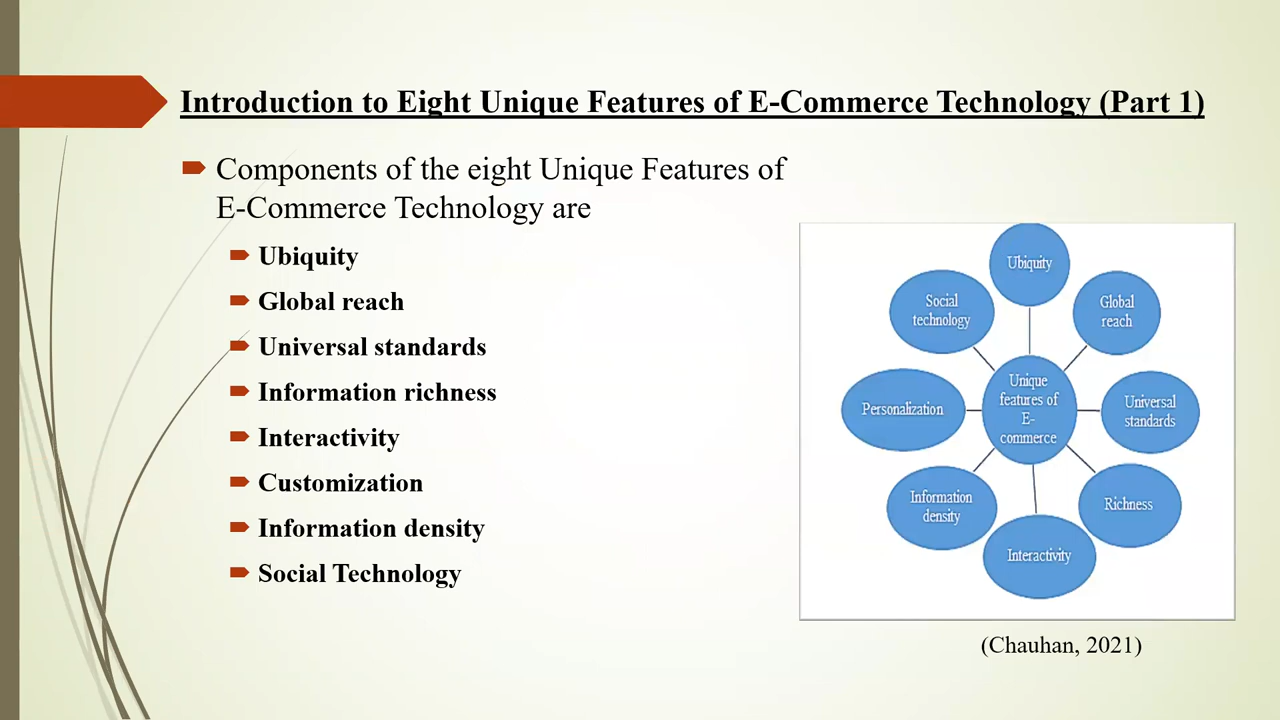 Introduction to Eight Unique Features of E-Commerce Technology (Part 1)
Components of the eight Unique Features of
E-Commerce Technology are
Ubiquity
Global reach
Universal standards
Information richness
Interactivity
Customization
Information density
Social Technology
Ubiquity
Global
reach
Universal
standards
Richness
Interactivity
Information
density
Personalization
Social
technology
Unique
features of
E-
commerce
(Chauhan, 2021)